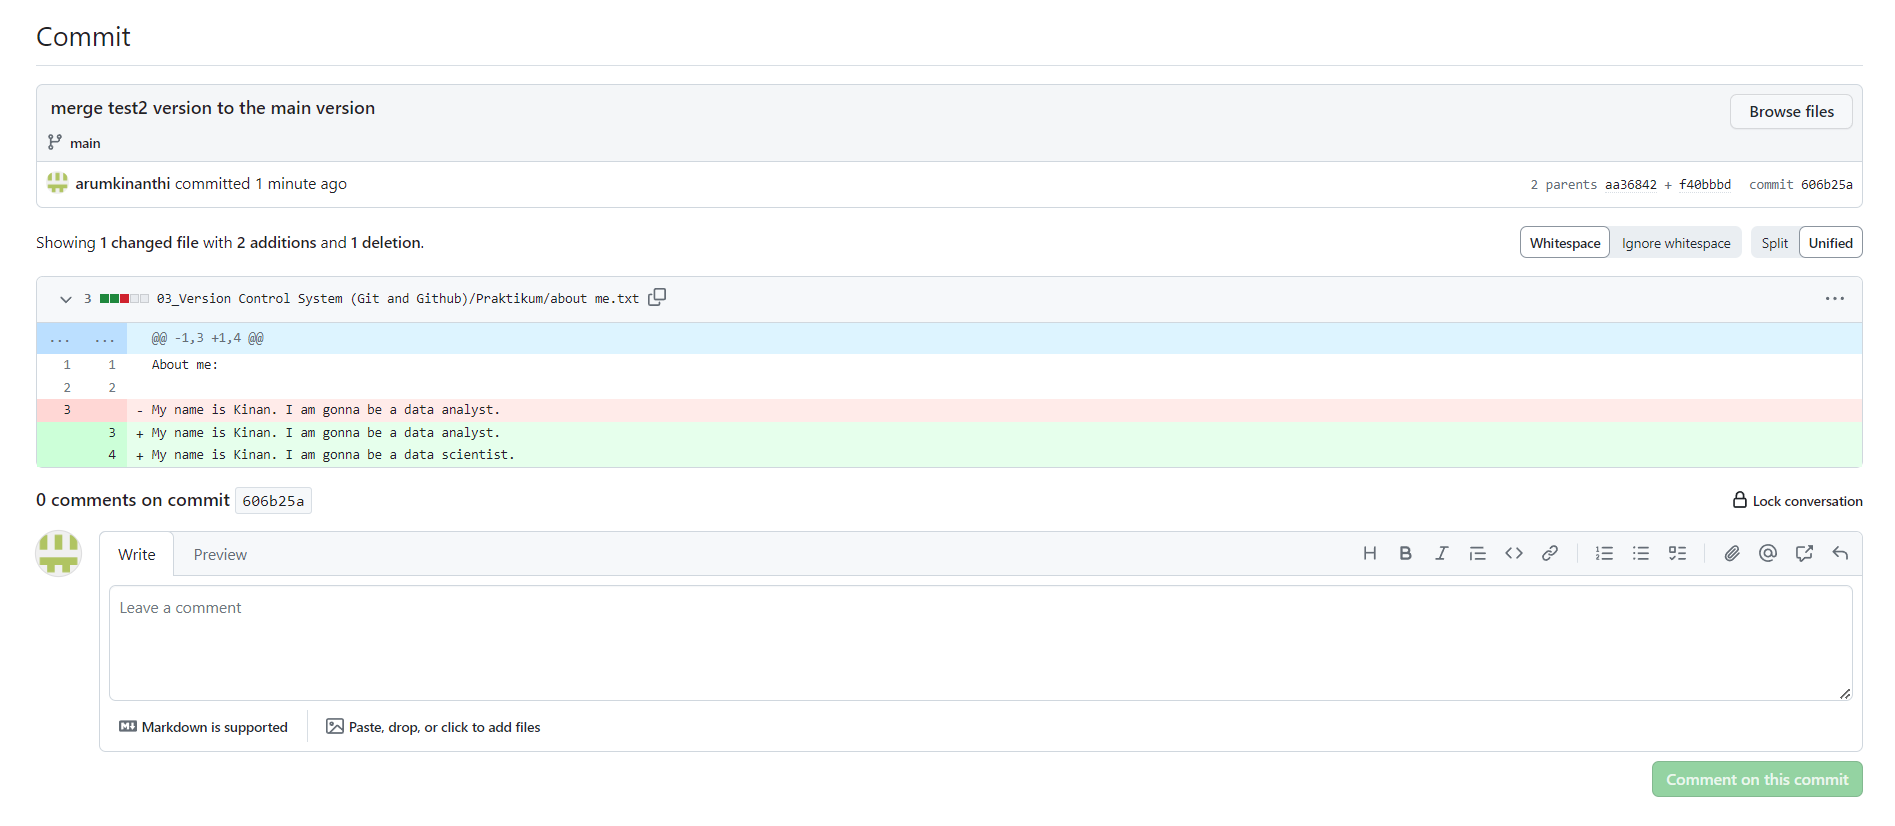 Commit
merge test2 version to the main version
Browse files
main
arumkinanthi committed 1 minute ago
2 parents aa36842 + f40bbbd commit 606b25a
Showing 1 changed file with 2 additions and 1 deletion.
Whitespace Ignore whitespace Split Unified
3 03_Version Control System (Git and Github)/Praktikum/about me.txt
... ... @@ -1,3 +1,4 @@
1 1 About me:
2 2
3 - My name is Kinan. I am gonna be a data analyst.
3 + My name is Kinan. I am gonna be a data analyst.
4 + My name is Kinan. I am gonna be a data scientist.
0 comments on commit 606b25a
Lock conversation
Write Preview
Leave a comment
Markdown is supported
Paste, drop, or click to add files
Comment on this commit